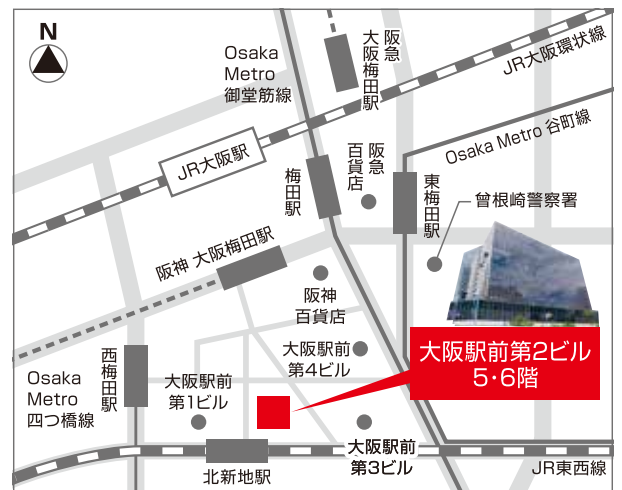 N
Osaka
Metro
御堂筋線
阪急
大阪梅田駅
JR大阪環状線
Osaka Metro 谷町線
JR大阪駅
梅田駅
阪急
百貨店
東梅田駅
曾根崎警察署
阪神 大阪梅田駅
阪神
百貨店
大阪駅前第2ビル
5・6階
大阪駅前
第4ビル
西梅田駅
Osaka
Metro
四つ橋線
大阪駅前
第1ビル
大阪駅前
第3ビル
北新地駅
JR東西線